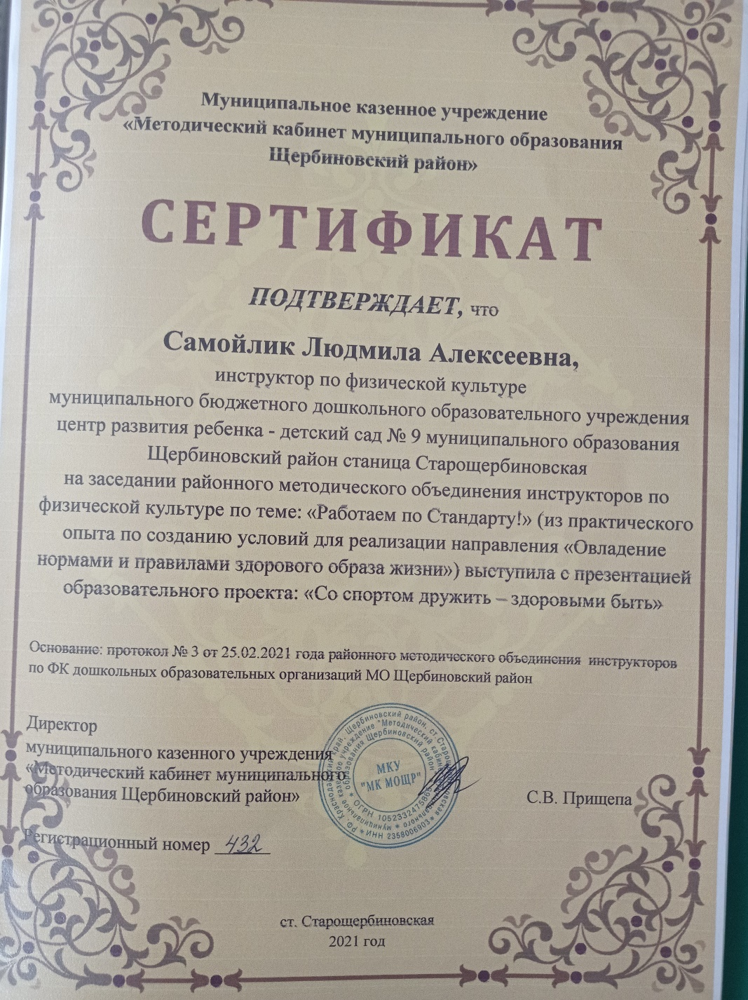 Муниципальное казенное учреждение
«Методический кабинет муниципального образования
Щербиновский район»
СЕРТИФИКАТ
ПОДТВЕРЖДАЕТ, что
Самойлик Людмила Алексеевна,
инструктор по физической культуре
муниципального бюджетного дошкольного образовательного учреждения
центр развития ребенка - детский сад № 9 муниципального образования
Щербиновский район станица Старощербиновская
на заседании районного методического объединения инструкторов по
физической культуре по теме: «Работаем по Стандарту!» (из практического
опыта по созданию условий для реализации направления «Овладение
нормами и правилами здорового образа жизни») выступила с презентацией
образовательного проекта: «Со спортом дружить – здоровыми быть»
Основание: протокол № 3 от 25.02.2021 года районного методического объединения инструкторов
по ФК дошкольных образовательных организаций МО Щербиновский район
Директор
муниципального казенного учреждения
«Методический кабинет муниципального
образования Щербиновский район»
С.В. Прищепа
МКУ
"МК МОЩР"
ОГРН 1052332475866
ИНН 2358006903
Регистрационный номер 432
ст. Старощербиновская
2021 год